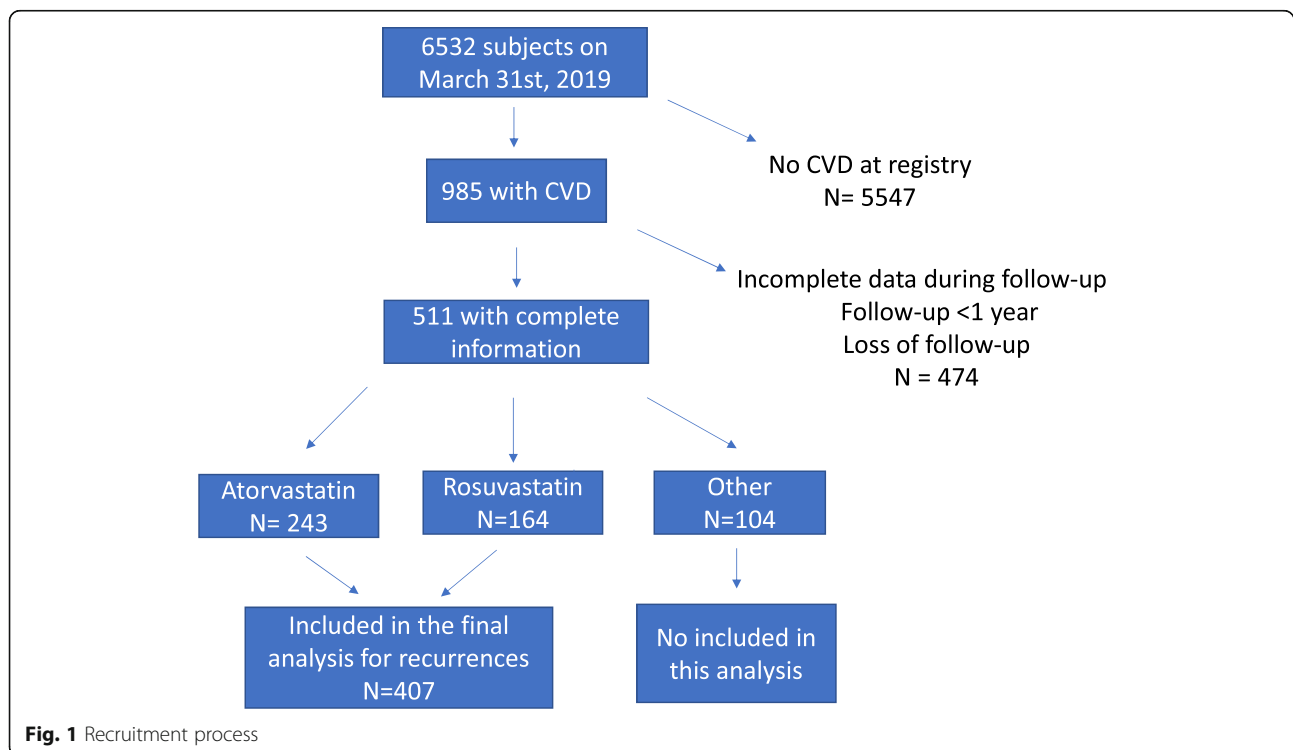 6532 subjects on
March 31st, 2019
No CVD at registry
N= 5547
985 with CVD
Incomplete data during follow-up
Follow-up <1 year
Loss of follow-up
N = 474
511 with complete
information
Atorvastatin
N= 243
Rosuvastatin
N=164
Other
N=104
Included in the final
analysis for recurrences
N=407
No included in
this analysis
Fig. 1 Recruitment process